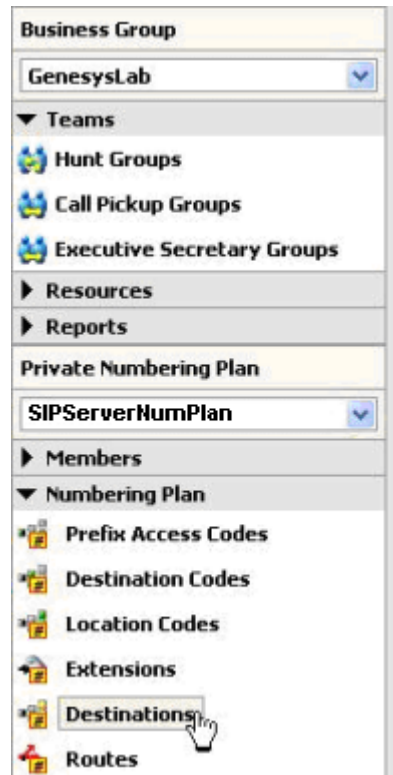 Business Group
GenesysLab
Teams
Hunt Groups
Call Pickup Groups
Executive Secretary Groups
Resources
Reports
Private Numbering Plan
SIPServerNumPlan
Members
Numbering Plan
Prefix Access Codes
Destination Codes
Location Codes
Extensions
Destinations
Routes